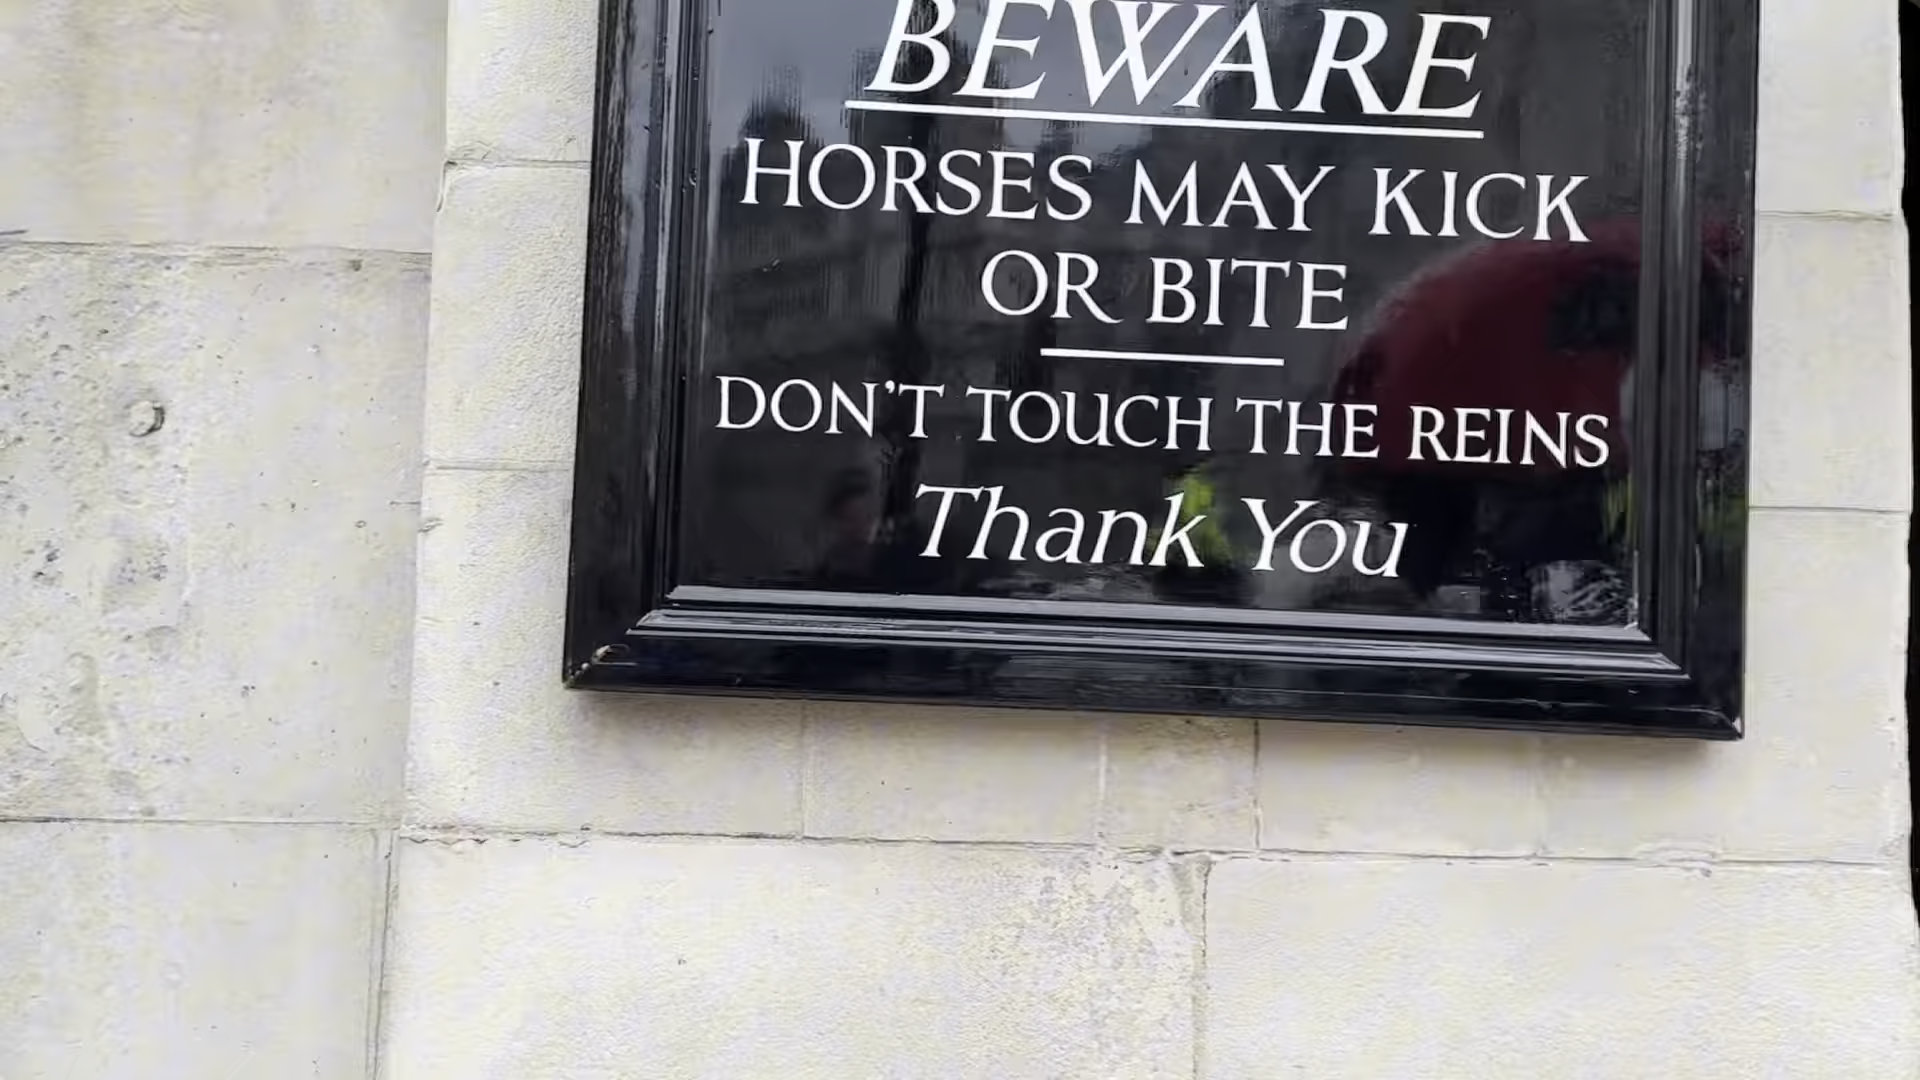 BEWARE
HORSES MAY KICK
OR BITE
DON'T TOUCH THE REINS
Thank You